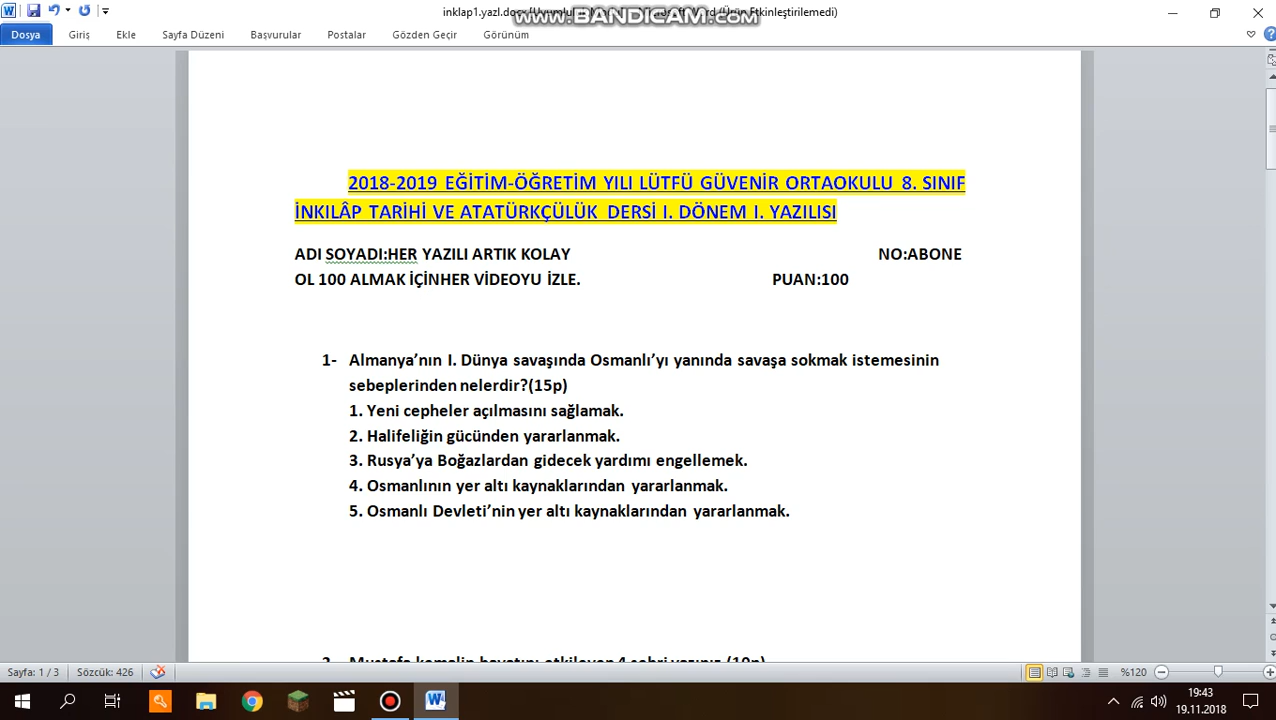 inklap1.yazl.docx
www.BANDICAM.com
(Ürün Etkinleştirilemedi)
Dosya Giriş Ekle Sayfa Düzeni Başvurular Postalar Gözden Geçir Görünüm
2018-2019 EĞİTİM-ÖĞRETİM YILI LÜTFÜ GÜVENİR ORTAOKULU 8. SINIF
İNKILÂP TARİHİ VE ATATÜRKÇÜLÜK DERSİ I. DÖNEM I. YAZILISI
ADI SOYADI:HER YAZILI ARTIK KOLAY NO:ABONE
OL 100 ALMAK İÇİNHER VİDEOYU İZLE. PUAN:100
1- Almanya’nın I. Dünya savaşında Osmanlı’yı yanında savaşa sokmak istemesinin
sebeplerinden nelerdir?(15p)
1. Yeni cepheler açılmasını sağlamak.
2. Halifeliğin gücünden yararlanmak.
3. Rusya’ya Boğazlardan gidecek yardımı engellemek.
4. Osmanlının yer altı kaynaklarından yararlanmak.
5. Osmanlı Devleti’nin yer altı kaynaklarından yararlanmak.
Sayfa: 1 / 3 Sözcük: 426 %120
19:43
19.11.2018